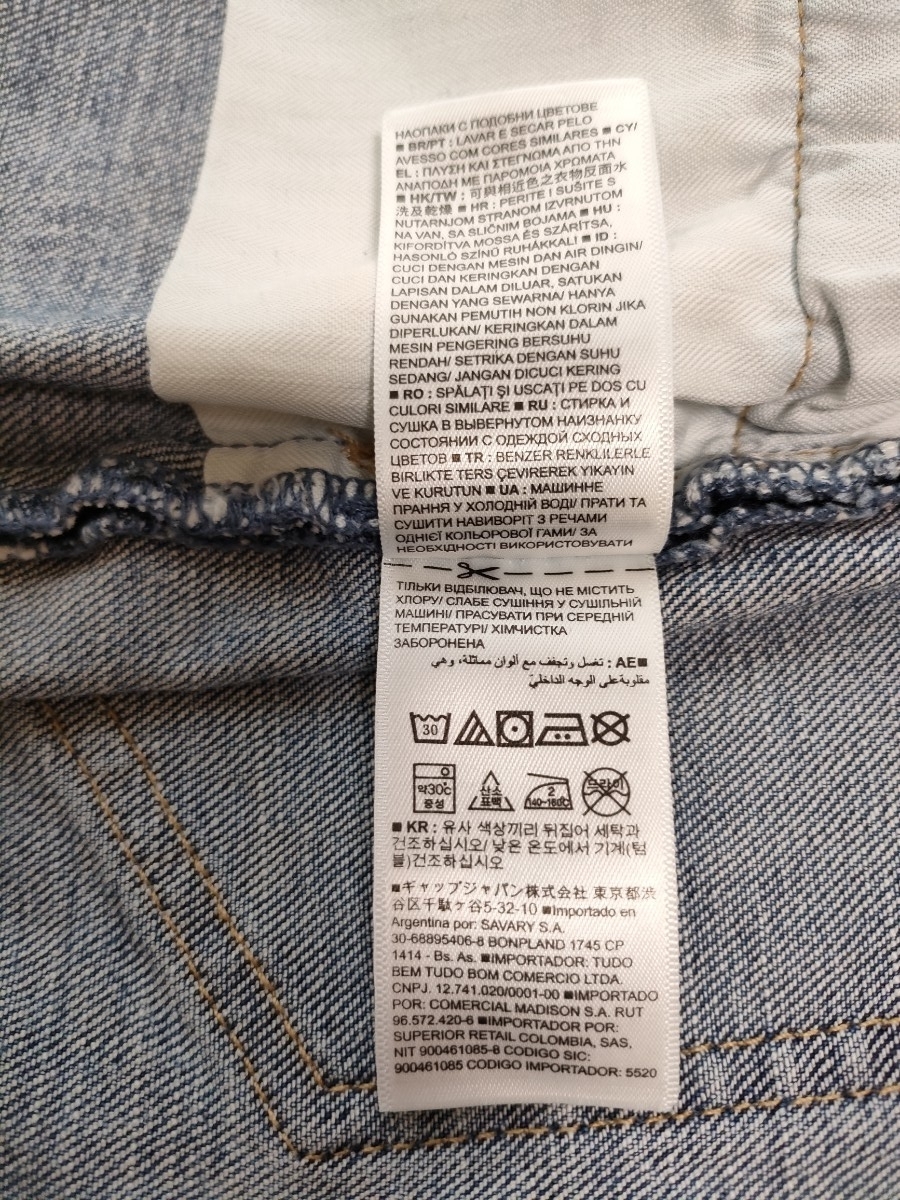 НАОПАКИ С ПОДОБНИ ЦВЕТОВЕ
■ BR/PT : LAVAR E SECAR PELO
AVESSO COM CORES SIMILARES ■ CY/
EL : ΠΛΥΣΗ ΚΑΙ ΣΤΕΓΝΩΜΑ ΑΠΟ ΤΗΝ
ΑΝΑΠΟΔΗ ΜΕ ΠΑΡΟΜΟΙΑ ΧΡΩΜΑΤΑ
■ HK/TW : 可與相近色之衣物反面水
洗及乾燥 ■ HR : PERITE I SUŠITE S
NUTARNJOM STRANOM IZVRNUTOM
NA VAN, SA SLIČNIM BOJAMA ■ HU :
KIFORDÍTVA MOSSA ÉS SZÁRÍTSA,
HASONLÓ SZÍNŰ RUHÁKKAL ■ ID :
CUCI DENGAN MESIN DAN AIR DINGIN/
CUCI DAN KERINGKAN DENGAN
LAPISAN DALAM DILUAR, SATUKAN
DENGAN YANG SEWARNA/ HANYA
GUNAKAN PEMUTIH NON KLORIN JIKA
DIPERLUKAN/ KERINGKAN DALAM
MESIN PENGERING BERSUHU
RENDAH/ SETRIKA DENGAN SUHU
SEDANG/ JANGAN DICUCI KERING
■ RO : SPĂLAŢI ŞI USCAŢI PE DOS CU
CULORI SIMILARE ■ RU : СТИРКА И
СУШКА В ВЫВЕРНУТОМ НАИЗНАНКУ
СОСТОЯНИИ С ОДЕЖДОЙ СХОДНЫХ
ЦВЕТОВ ■ TR : BENZER RENKLILERLE
BIRLIKTE TERS ÇEVIREREK YIKAYIN
VE KURUTUN ■ UA : МАШИННЕ
ПРАННЯ У ХОЛОДНІЙ ВОДІ/ ПРАТИ ТА
СУШИТИ НАВИВОРІТ З РЕЧАМИ
ОДНІЄЇ КОЛЬОРОВОЇ ГАМИ/ ЗА
НЕОБХІДНОСТІ ВИКОРИСТОВУВАТИ
ТІЛЬКИ ВІДБІЛЮВАЧ, ЩО НЕ МІСТИТЬ
ХЛОРУ/ СЛАБЕ СУШІННЯ У СУШІЛЬНІЙ
МАШИНІ/ ПРАСУВАТИ ПРИ СЕРЕДНІЙ
ТЕМПЕРАТУРІ/ ХІМЧИСТКА
ЗАБОРОНЕНА
■AE : تغسل وتجفف مع ألوان مماثلة، وهي
مقلوبة على الوجه الداخليّ
30
약30℃ 산소 2 드라이
중성 표백 140~160℃
■ KR : 유사 색상끼리 뒤집어 세탁과
건조하십시오/ 낮은 온도에서 기계(텀
블)건조하십시오
■ギャップジャパン株式会社 東京都渋
谷区千駄ヶ谷5-32-10 ■Importado en
Argentina por: SAVARY S.A.
30-68895406-8 BONPLAND 1745 CP
1414 - Bs. As. ■IMPORTADOR: TUDO
BEM TUDO BOM COMERCIO LTDA.
CNPJ. 12.741.020/0001-00 ■IMPORTADO
POR: COMERCIAL MADISON S.A. RUT
96.572.420-6 ■IMPORTADOR POR:
SUPERIOR RETAIL COLOMBIA, SAS,
NIT 900461085-8 CODIGO SIC:
900461085 CODIGO IMPORTADOR: 5520